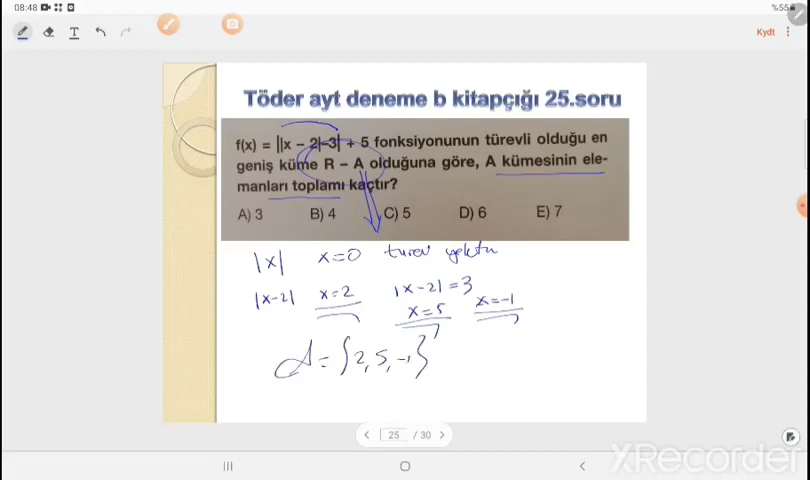 08:48
%55
T
Kydt
Töder ayt deneme b kitapçığı 25.soru
f(x) = ||x – 2|–3| + 5 fonksiyonunun türevli olduğu en
geniş küme R – A olduğuna göre, A kümesinin ele-
manları toplamı kaçtır?
A) 3 B) 4 C) 5 D) 6 E) 7
|x| x=0 türev yoktur
|x-2| x=2 |x-2|=3
x=5 x=-1
A={2,5,-1}
25 / 30
XRecorder